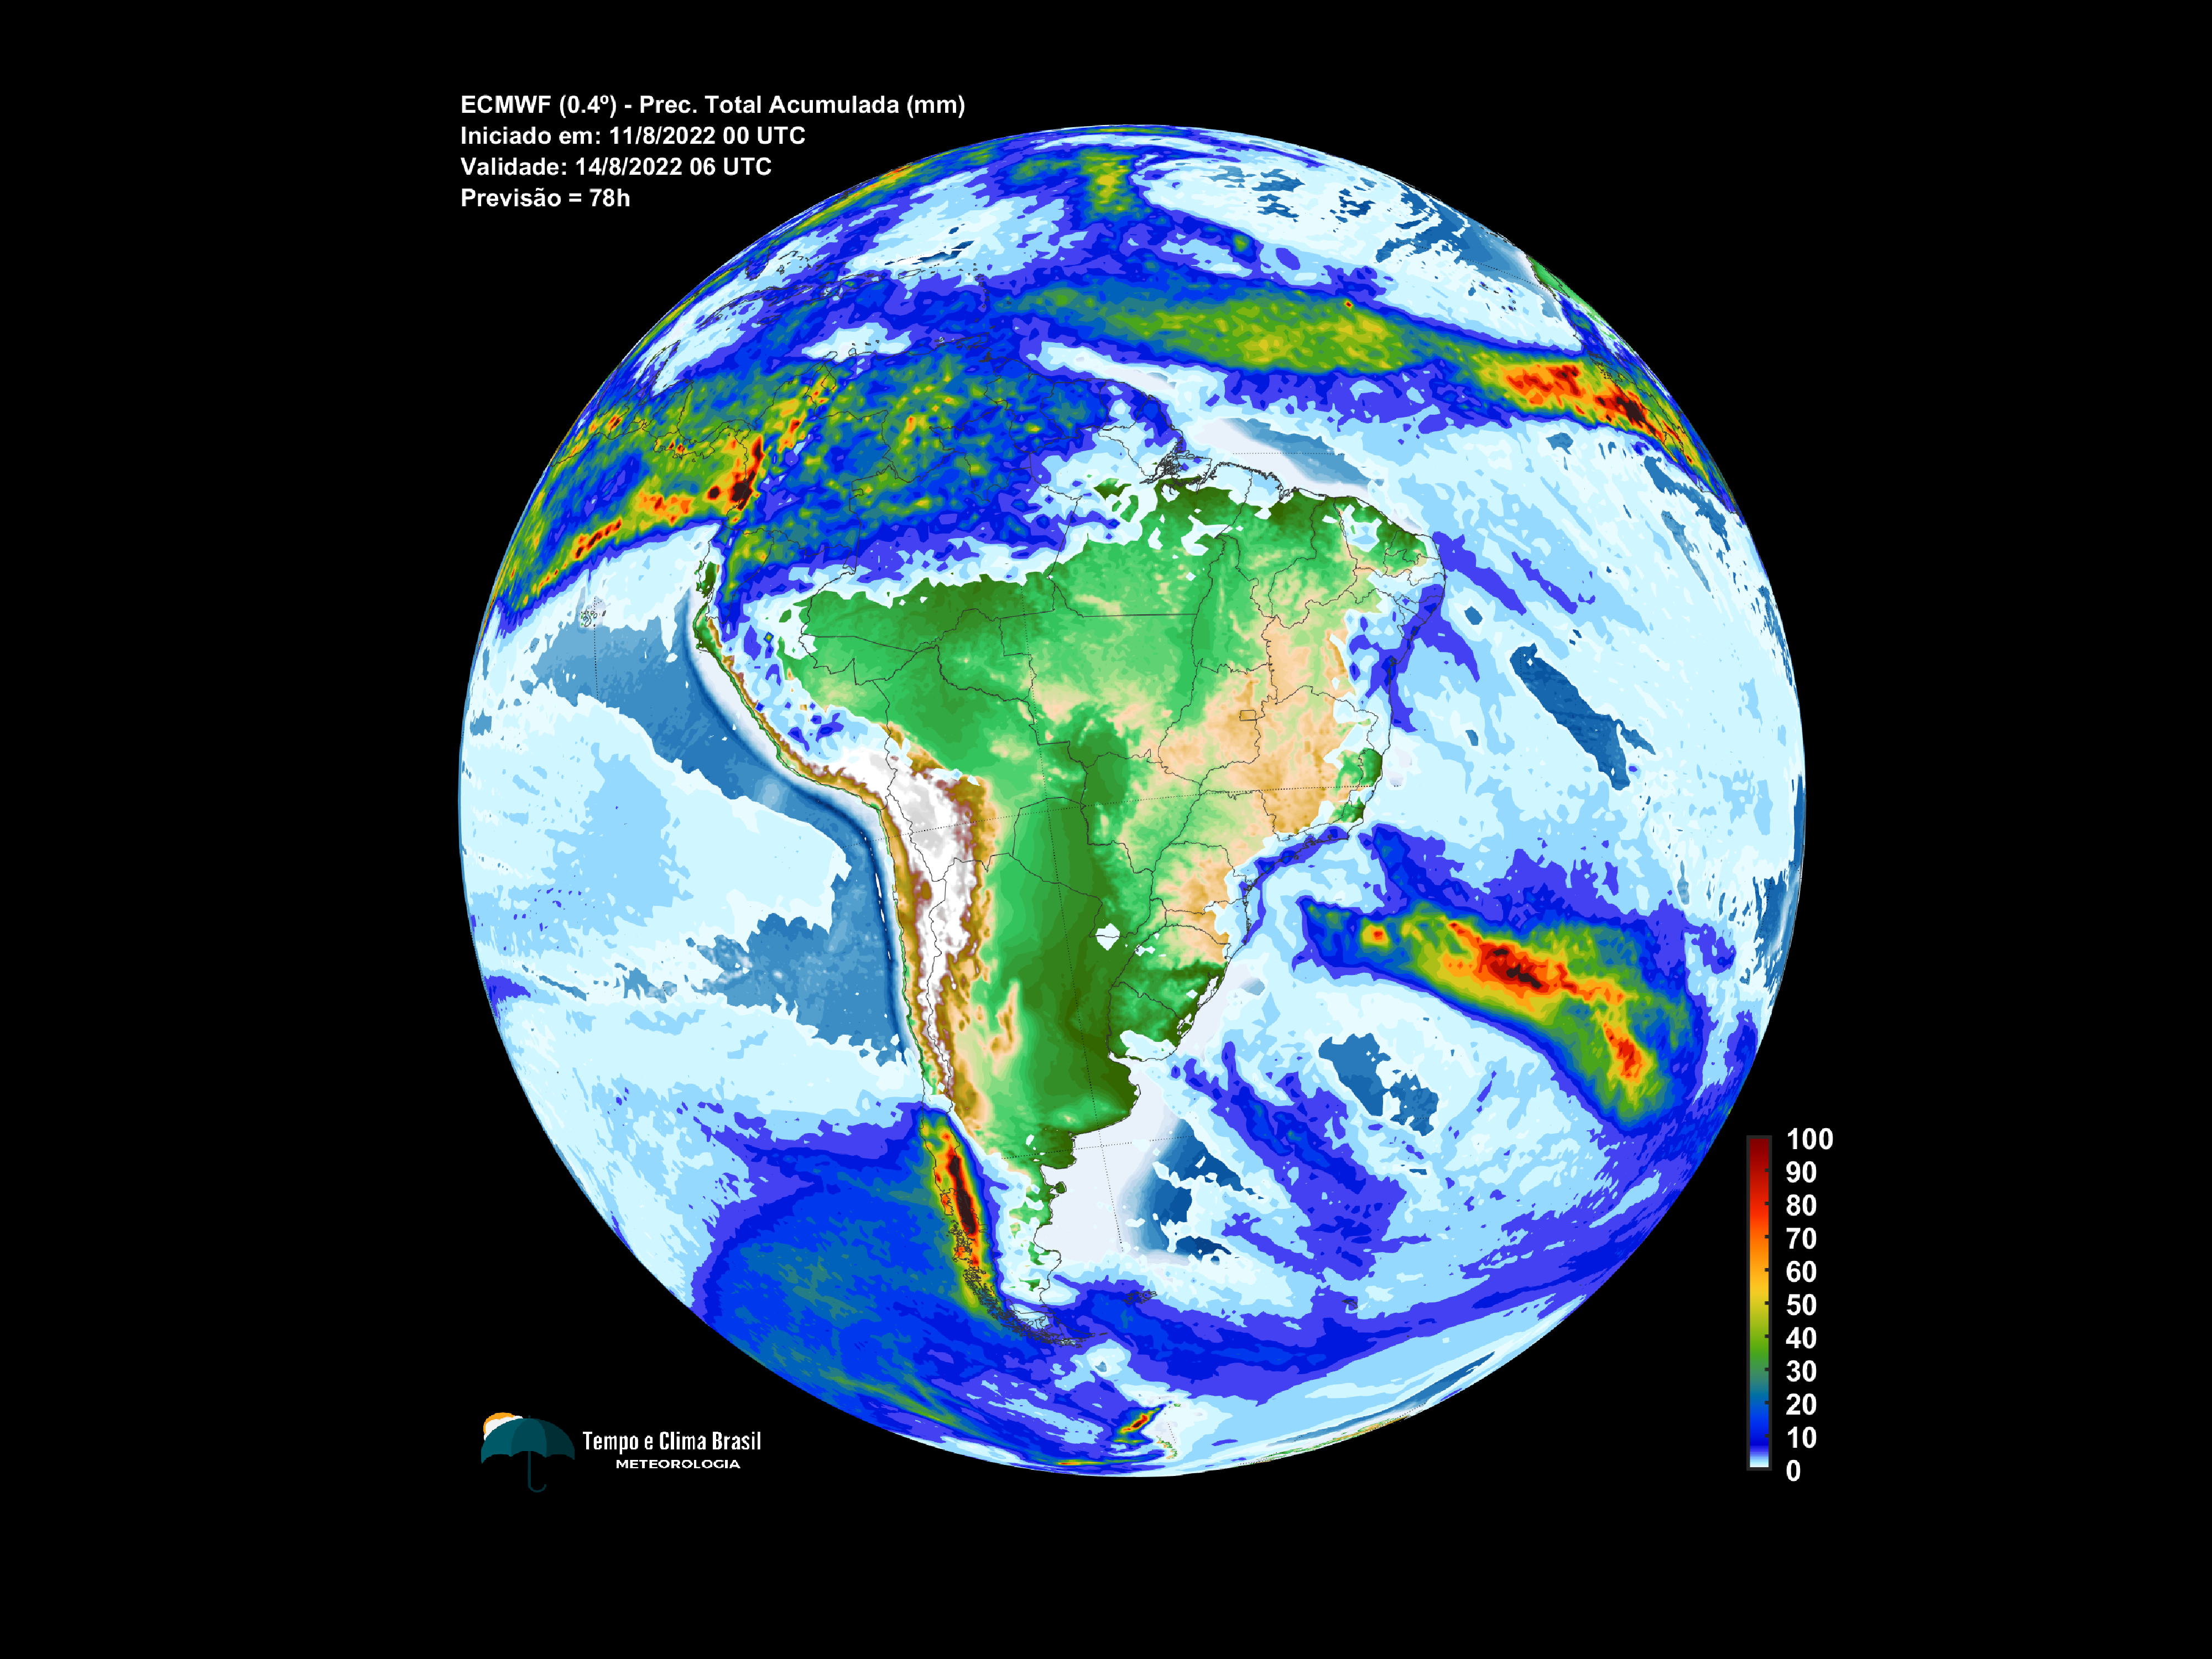 ECMWF (0.4º) - Prec. Total Acumulada (mm)
Iniciado em: 11/8/2022 00 UTC
Validade: 14/8/2022 06 UTC
Previsão = 78h
100
90
80
70
60
50
40
30
20
10
0
Tempo e Clima Brasil
METEOROLOGIA